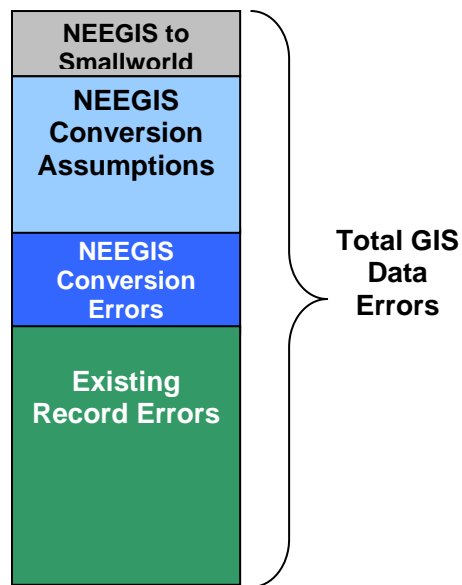 NEEGIS to
Smallworld
NEEGIS
Conversion
Assumptions
NEEGIS
Conversion
Errors
Existing
Record Errors
Total GIS
Data
Errors